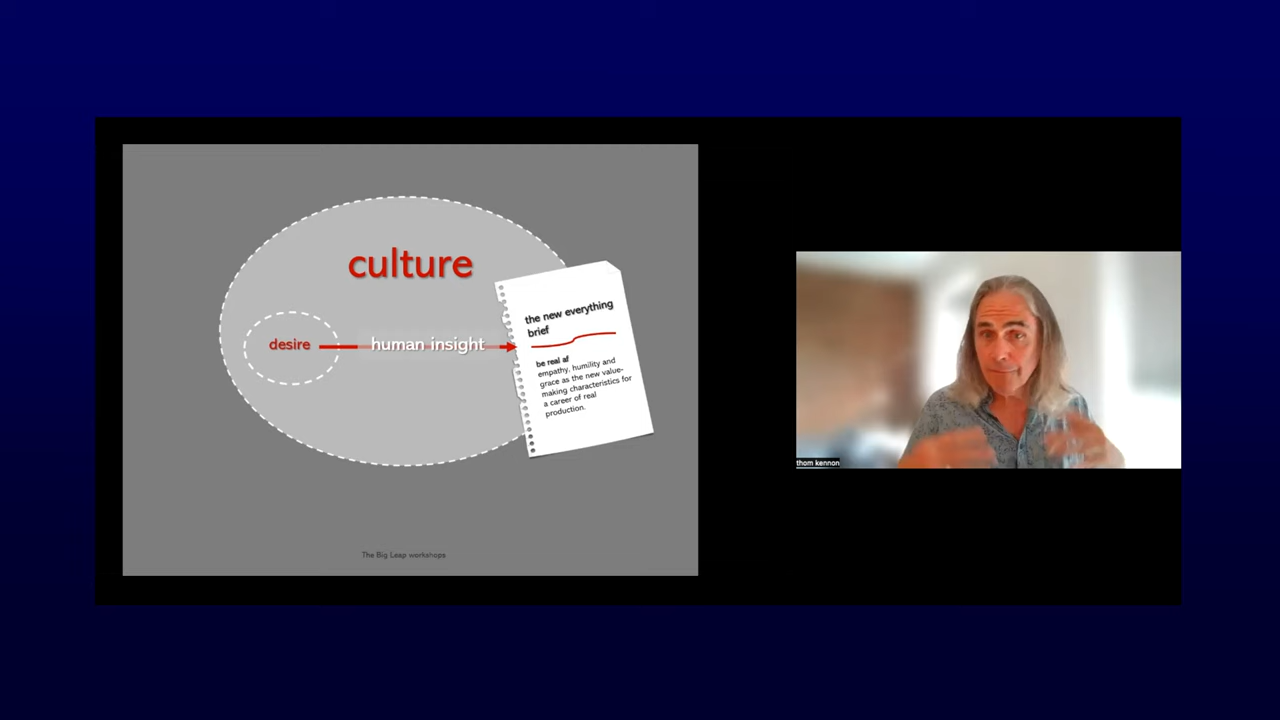 culture
desire
human insight
the new everything
brief
be real af
empathy, humility and
grace as the new value-
making characteristics for
a career of real
production.
The Big Leap workshops
thom kennon